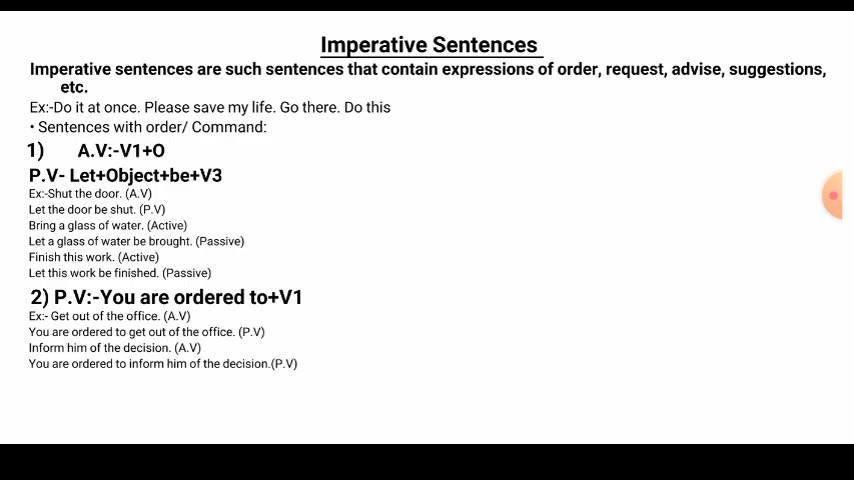 Imperative Sentences
Imperative sentences are such sentences that contain expressions of order, request, advise, suggestions,
etc.
Ex:-Do it at once. Please save my life. Go there. Do this
• Sentences with order/ Command:
1) A.V:-V1+O
P.V- Let+Object+be+V3
Ex:-Shut the door. (A.V)
Let the door be shut. (P.V)
Bring a glass of water. (Active)
Let a glass of water be brought. (Passive)
Finish this work. (Active)
Let this work be finished. (Passive)
2) P.V:-You are ordered to+V1
Ex:- Get out of the office. (A.V)
You are ordered to get out of the office. (P.V)
Inform him of the decision. (A.V)
You are ordered to inform him of the decision.(P.V)